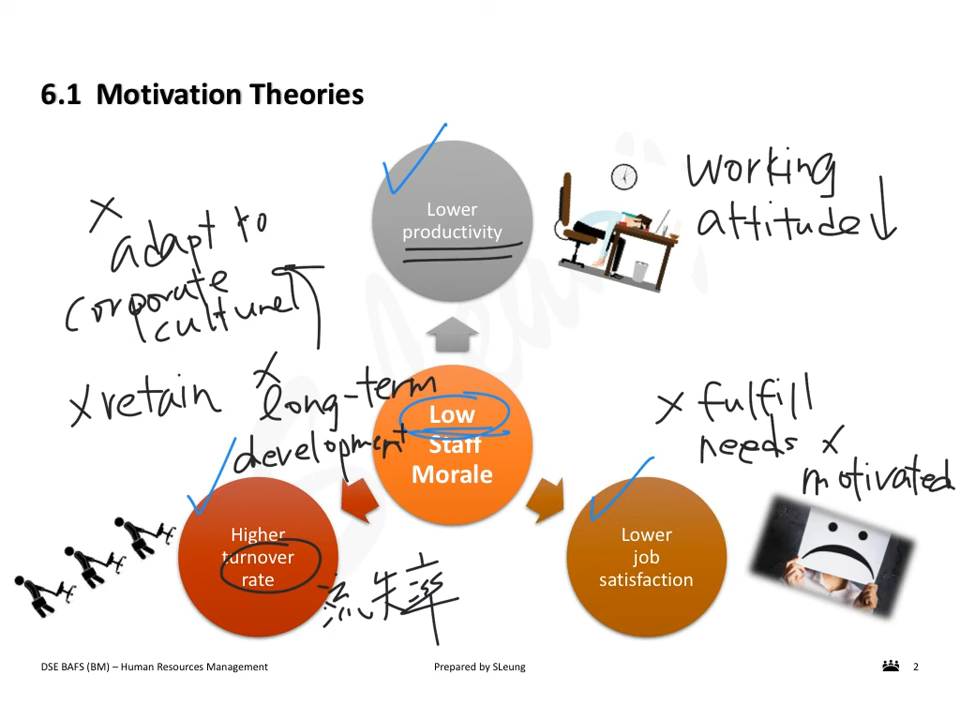 6.1 Motivation Theories
Lower
productivity
working
attitude ↓
× adapt to
corporate
culture
× retain
× long-term
development
Low
Staff
Morale
× fulfill
needs ×
motivated
Higher
turnover
rate
流失率
Lower
job
satisfaction
DSE BAFS (BM) – Human Resources Management
Prepared by SLeung
2